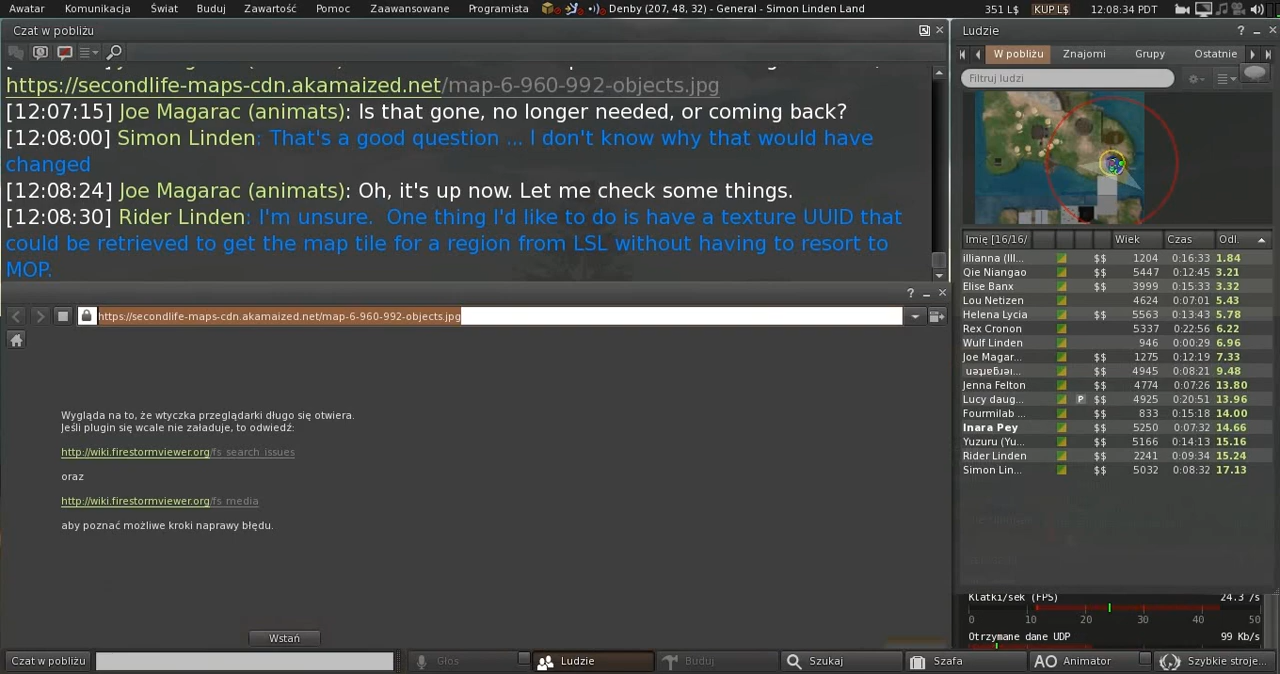 Awatar Komunikacja Świat Buduj Zawartość Pomoc Zaawansowane Programista Denby (207, 48, 32) - General - Simon Linden Land 351 L$ KUP L$ 12:08:34 PDT
Czat w pobliżu
https://secondlife-maps-cdn.akamaized.net/map-6-960-992-objects.jpg
[12:07:15] Joe Magarac (animats): Is that gone, no longer needed, or coming back?
[12:08:00] Simon Linden: That's a good question ... I don't know why that would have
changed
[12:08:24] Joe Magarac (animats): Oh, it's up now. Let me check some things.
[12:08:30] Rider Linden: I'm unsure. One thing I'd like to do is have a texture UUID that
could be retrieved to get the map tile for a region from LSL without having to resort to
MOP.
https://secondlife-maps-cdn.akamaized.net/map-6-960-992-objects.jpg
Wygląda na to, że wtyczka przeglądarki długo się otwiera.
Jeśli plugin się wcale nie załaduje, to odwiedź:
http://wiki.firestormviewer.org/fs_search_issues
oraz
http://wiki.firestormviewer.org/fs_media
aby poznać możliwe kroki naprawy błędu.
Wstań
Ludzie
W pobliżu Znajomi Grupy Ostatnie
Filtruj ludzi
Imię [16/16/ Wiek Czas Odl.
illianna (Ill... $$ 1204 0:16:33 1.84
Qie Niangao 5447 0:12:45 3.21
Elise Banx $$ 3999 0:15:33 3.32
Lou Netizen 4624 0:07:01 5.43
Helena Lycia $$ 5563 0:13:43 5.78
Rex Cronon 5337 0:22:56 6.22
Wulf Linden 946 0:00:29 6.96
Joe Magar... $$ 1275 0:12:19 7.33
$$ 4945 0:08:21 9.48
Jenna Felton 4774 0:07:26 13.80
Lucy daug... P $$ 4925 0:20:51 13.96
Fourmilab ... 833 0:15:18 14.00
Inara Pey $$ 5250 0:07:32 14.66
Yuzuru (Yu... $$ 5166 0:14:13 15.16
Rider Linden $$ 2241 0:09:34 15.24
Simon Lin... $$ 5032 0:08:32 17.13
Klatki/sek (FPS) 24.3 /s
0 10 20 30 40 50
Otrzymane dane UDP 99 Kb/s
Czat w pobliżu Głos Ludzie Buduj Szukaj Szafa AO Animator Szybkie stroje...